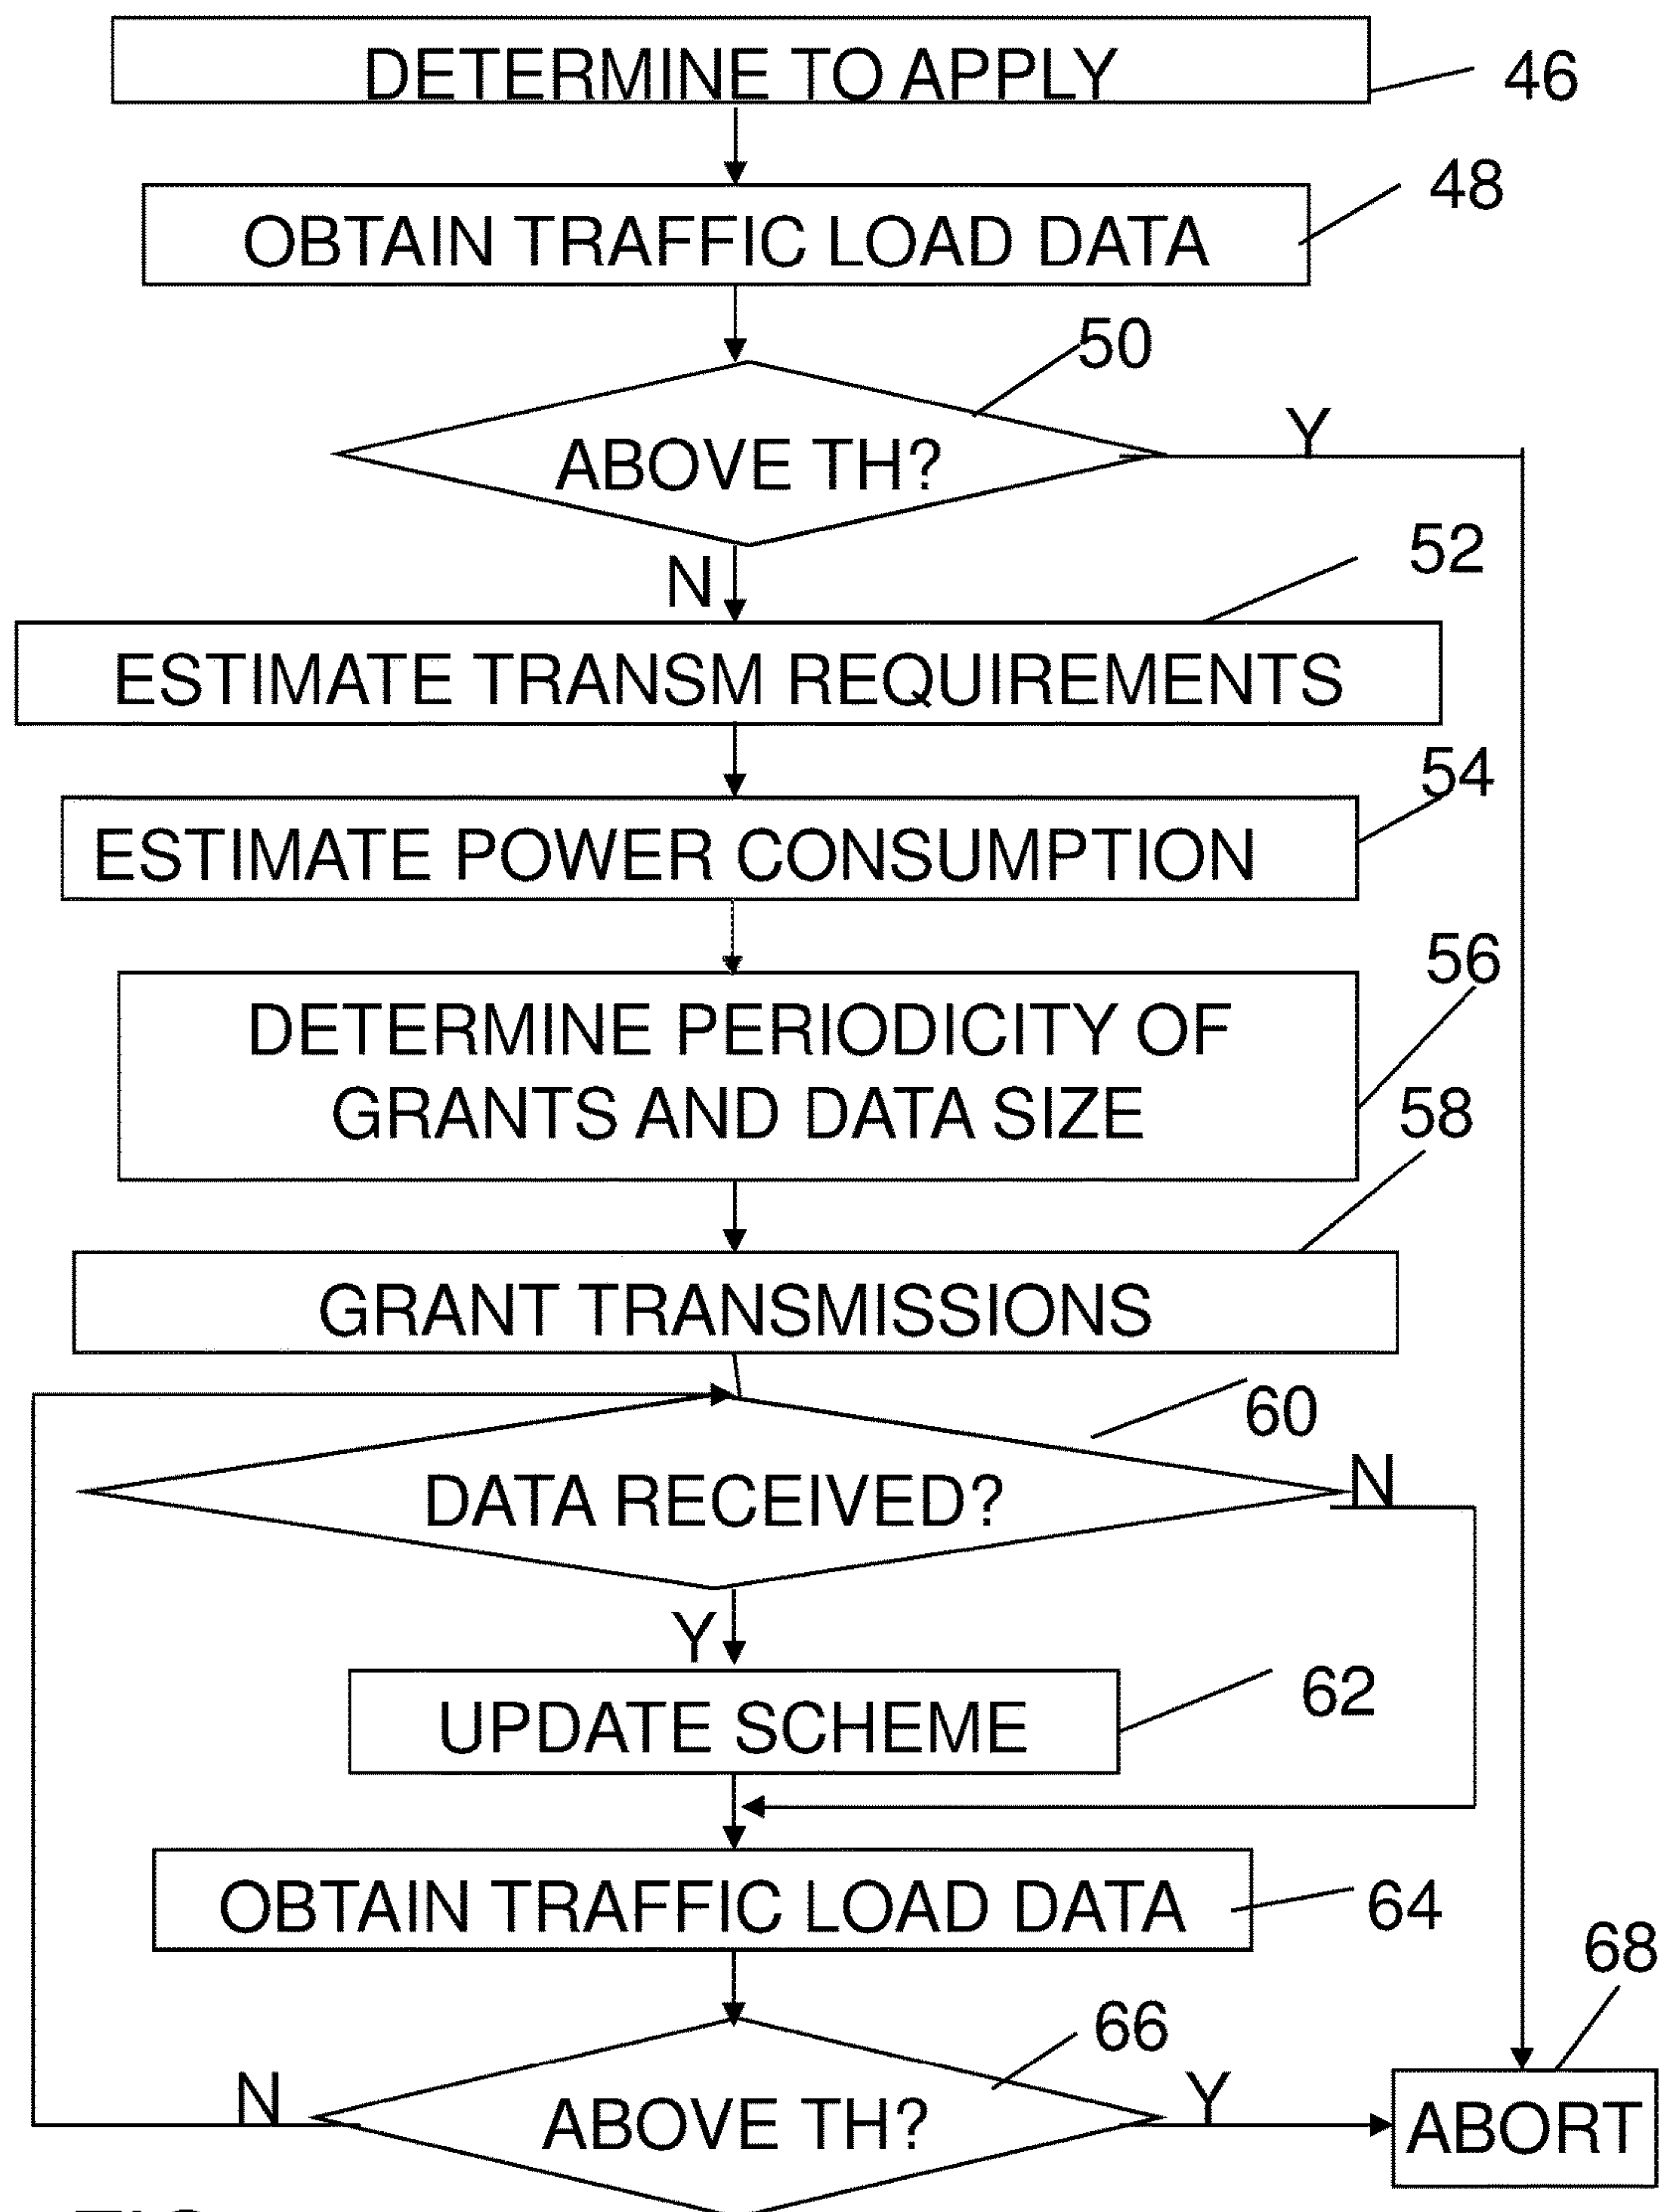 DETERMINE TO APPLY
46
OBTAIN TRAFFIC LOAD DATA
48
50
ABOVE TH?
Y
N
52
ESTIMATE TRANSM REQUIREMENTS
54
ESTIMATE POWER CONSUMPTION
56
DETERMINE PERIODICITY OF
GRANTS AND DATA SIZE
58
GRANT TRANSMISSIONS
60
DATA RECEIVED?
N
Y
UPDATE SCHEME
62
OBTAIN TRAFFIC LOAD DATA
64
68
66
N
ABOVE TH?
Y
ABORT